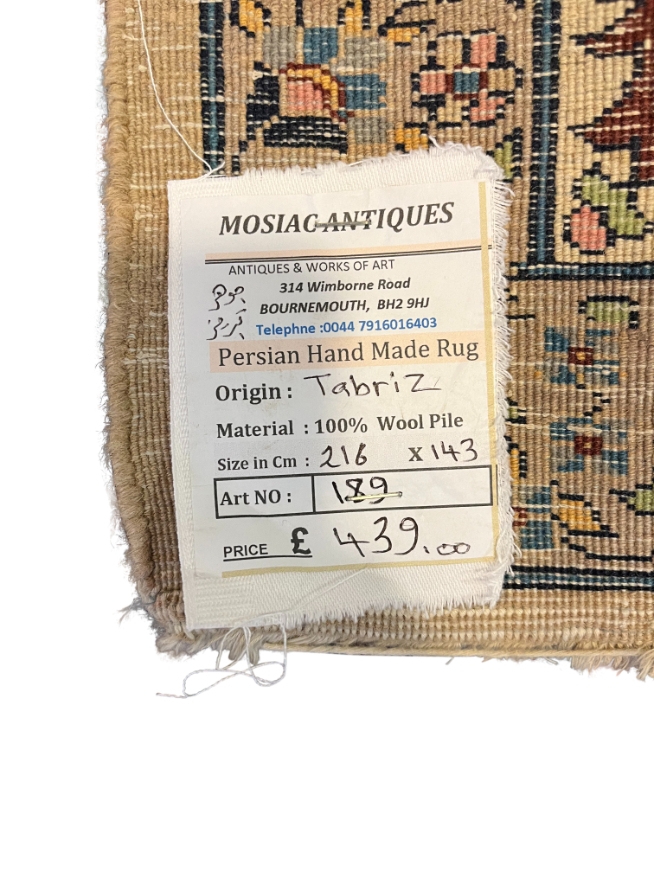 MOSIAC ANTIQUES
ANTIQUES & WORKS OF ART
314 Wimborne Road
BOURNEMOUTH, BH2 9HJ
Telephne :0044 7916016403
Persian Hand Made Rug
Origin : Tabriz
Material : 100% Wool Pile
Size in Cm : 216 x 143
Art NO : 189
PRICE £ 439.00